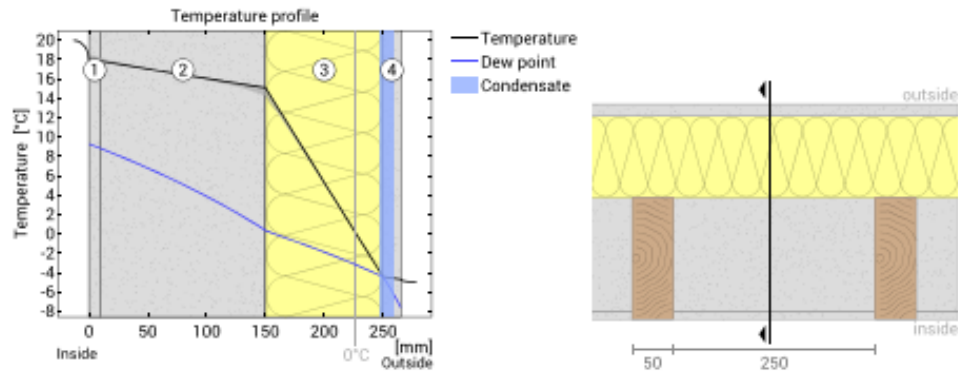 Temperature profile
20
18
16
14
12
10
8
6
4
2
0
-2
-4
-6
-8
Temperature [°C]
1
2
3
4
0
50
100
150
200
250
[mm]
Inside
0°C
Outside
Temperature
Dew point
Condensate
outside
inside
50
250